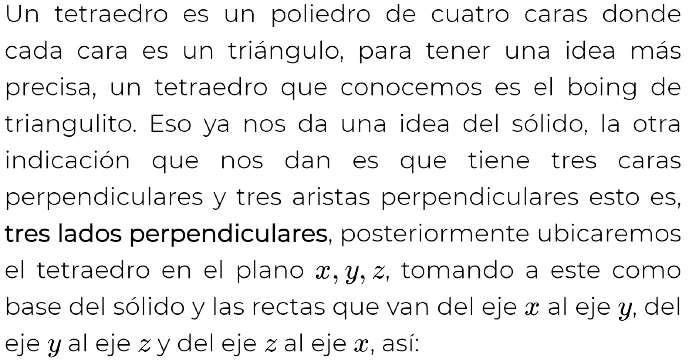 Un tetraedro es un poliedro de cuatro caras donde
cada cara es un triángulo, para tener una idea más
precisa, un tetraedro que conocemos es el boing de
triangulito. Eso ya nos da una idea del sólido, la otra
indicación que nos dan es que tiene tres caras
perpendiculares y tres aristas perpendiculares esto es,
tres lados perpendiculares, posteriormente ubicaremos
el tetraedro en el plano x, y, z, tomando a este como
base del sólido y las rectas que van del eje x al eje y, del
eje y al eje z y del eje z al eje x, así: